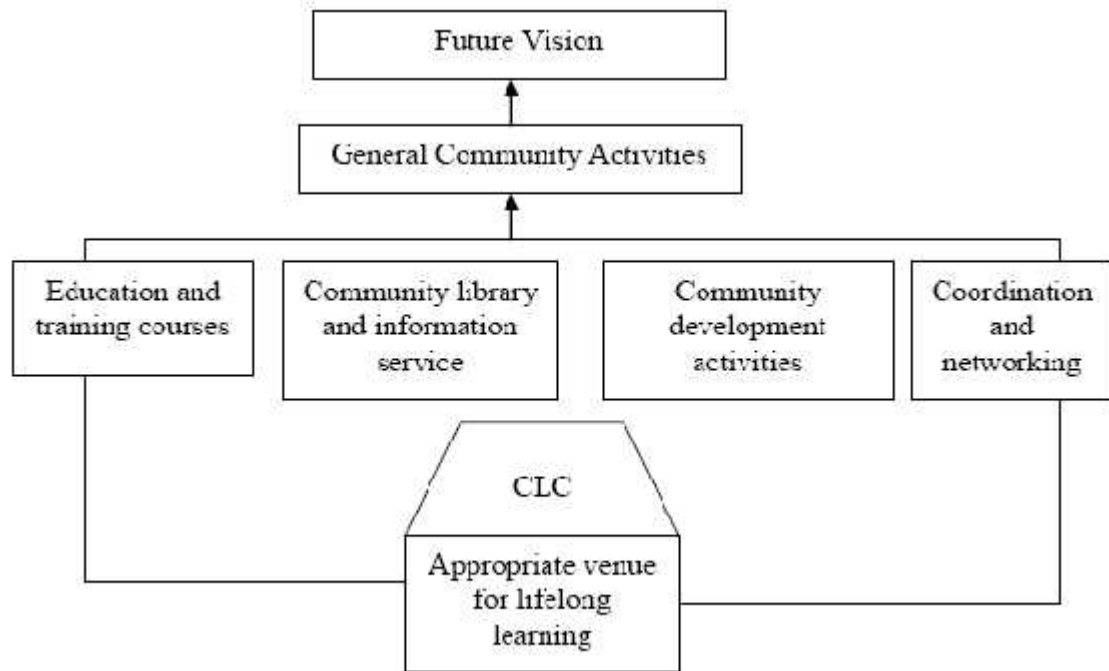 Future Vision
General Community Activities
Education and
training courses
Community library
and information
service
Community
development
activities
Coordination
and
networking
CLC
Appropriate venue
for lifelong
learning